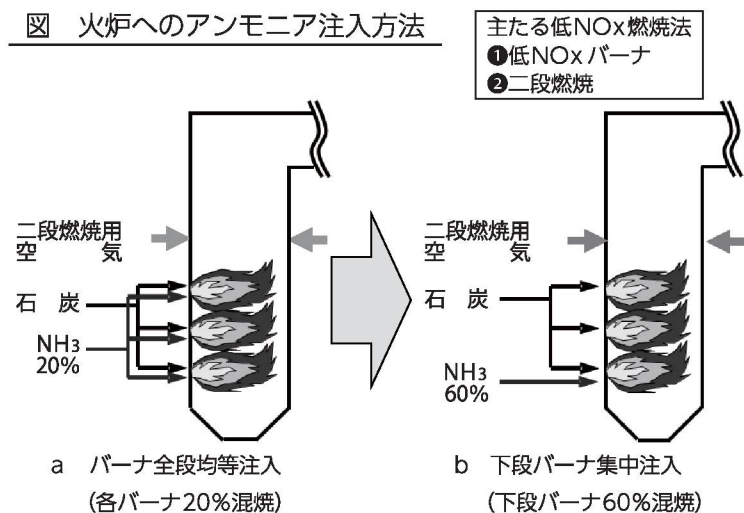 図 火炉へのアンモニア注入方法
主たる低NOx燃焼法
❶低NOxバーナ
❷二段燃焼
二段燃焼用
空気
石炭
NH₃
20%
a バーナ全段均等注入
(各バーナ20%混焼)
二段燃焼用
空気
石炭
NH₃
60%
b 下段バーナ集中注入
(下段バーナ60%混焼)